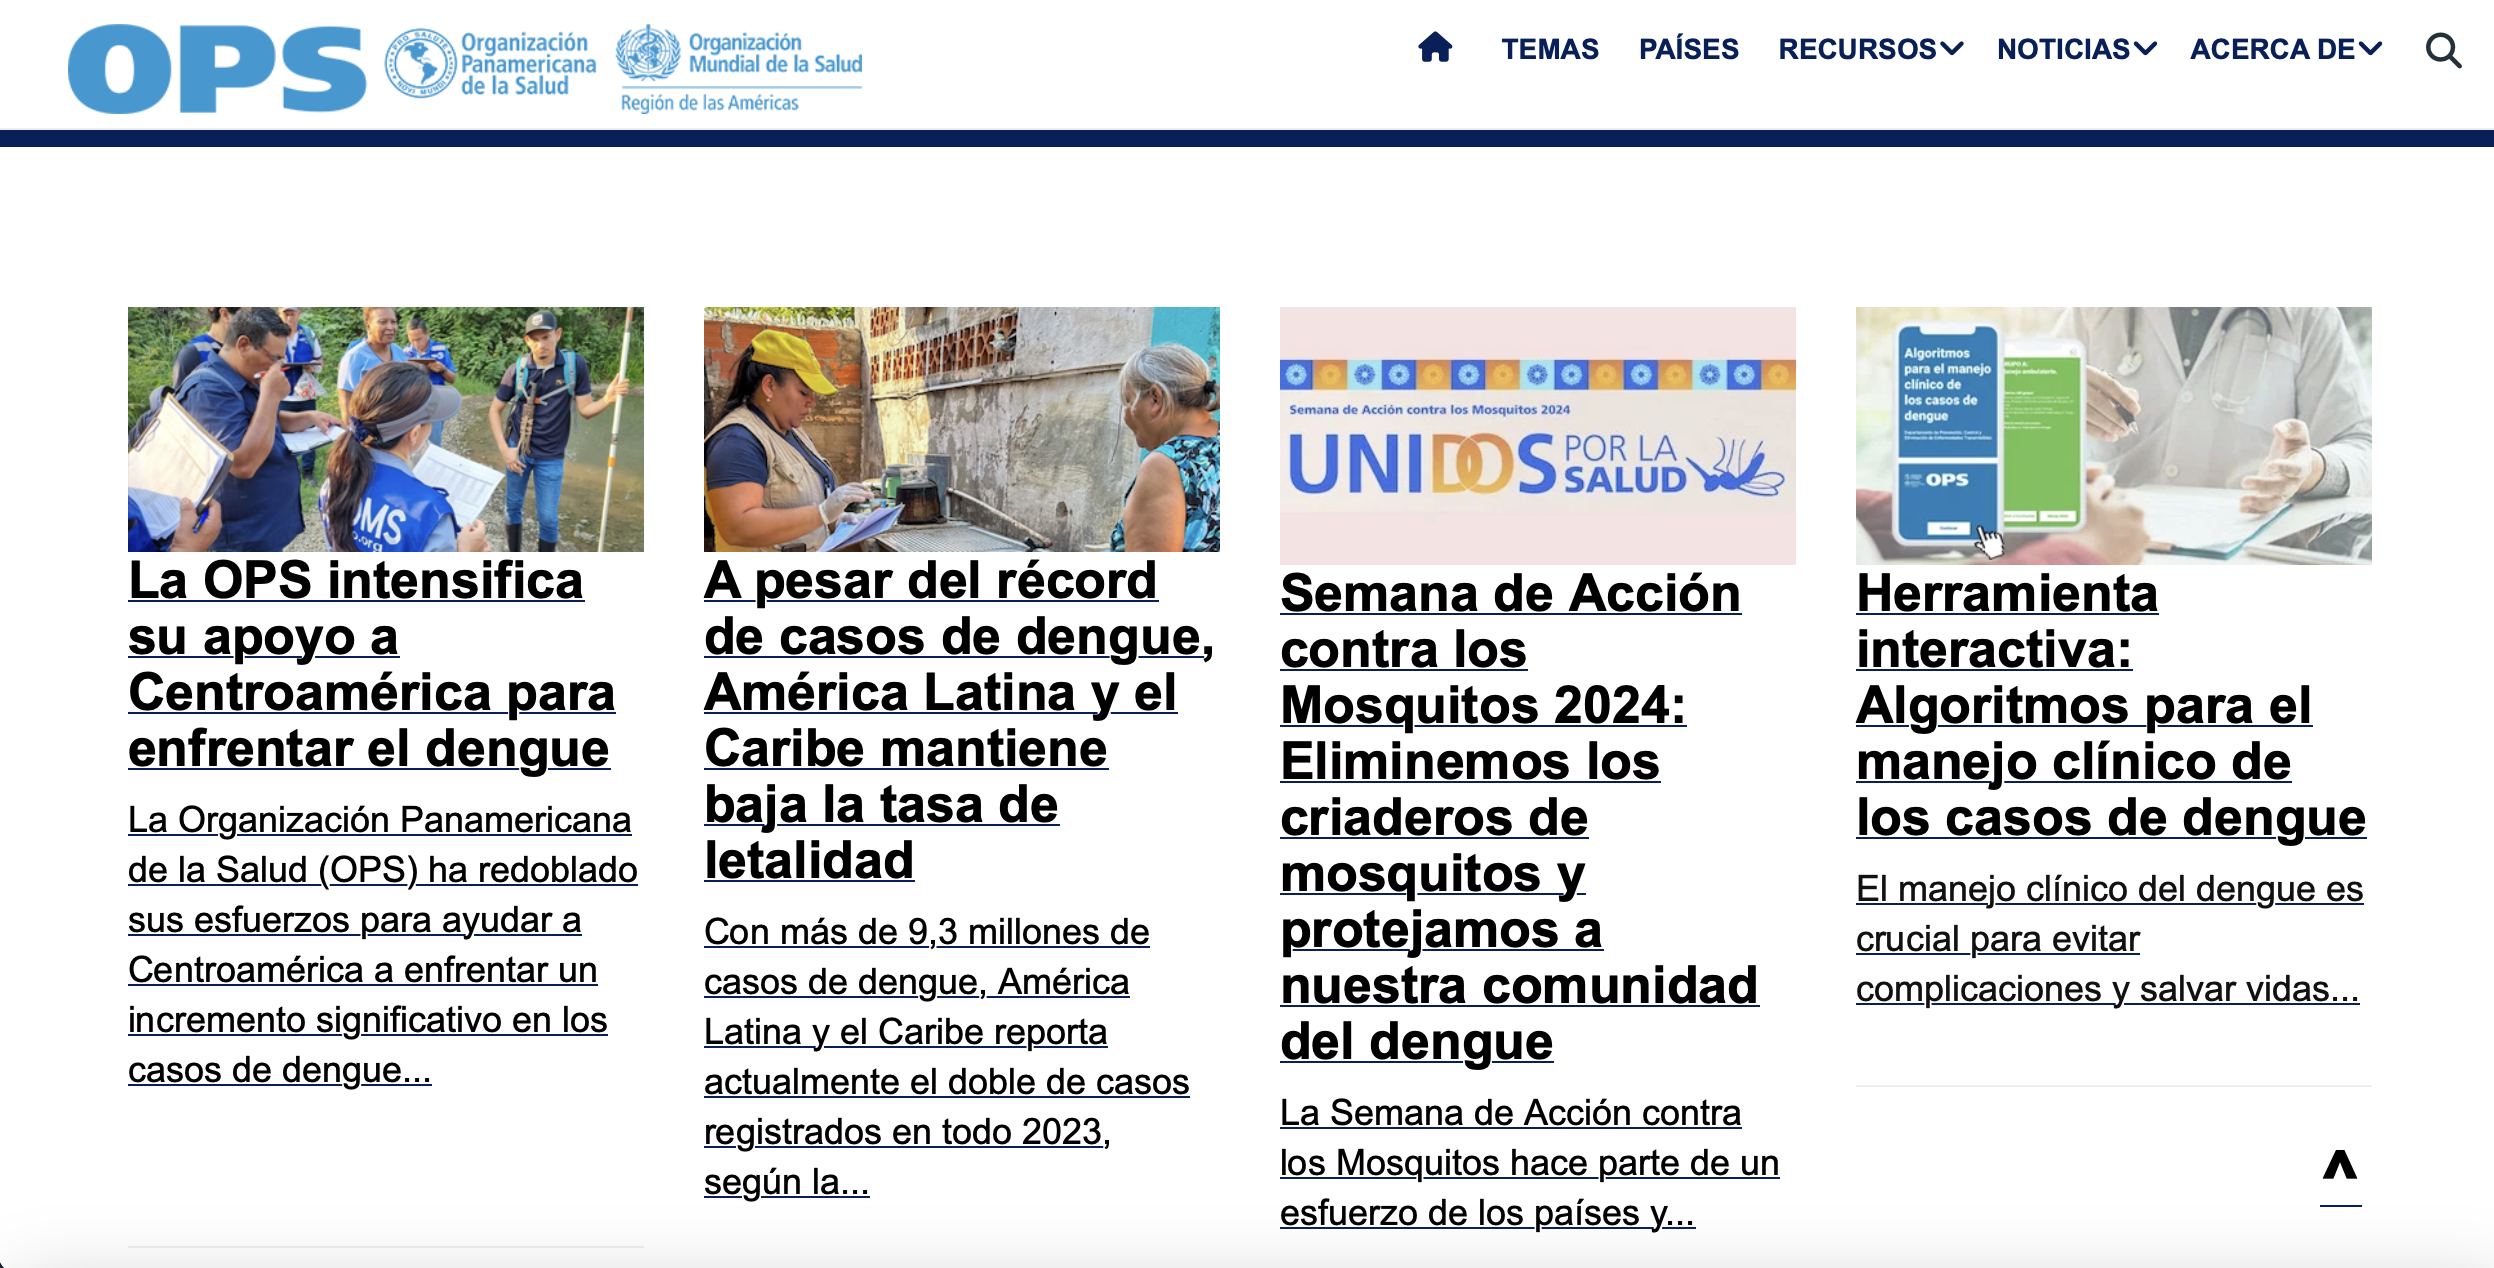 OPS
Organización
Panamericana
de la Salud
Organización
Mundial de la Salud
Región de las Américas
TEMAS PAÍSES RECURSOS NOTICIAS ACERCA DE
La OPS intensifica
su apoyo a
Centroamérica para
enfrentar el dengue
La Organización Panamericana
de la Salud (OPS) ha redoblado
sus esfuerzos para ayudar a
Centroamérica a enfrentar un
incremento significativo en los
casos de dengue...
A pesar del récord
de casos de dengue,
América Latina y el
Caribe mantiene
baja la tasa de
letalidad
Con más de 9,3 millones de
casos de dengue, América
Latina y el Caribe reporta
actualmente el doble de casos
registrados en todo 2023,
según la...
Semana de Acción contra los Mosquitos 2024
UNIDOS POR LA
SALUD
Semana de Acción
contra los
Mosquitos 2024:
Eliminemos los
criaderos de
mosquitos y
protejamos a
nuestra comunidad
del dengue
La Semana de Acción contra
los Mosquitos hace parte de un
esfuerzo de los países y...
Algoritmos
para el manejo
clínico de
los casos de
dengue
OPS
Herramienta
interactiva:
Algoritmos para el
manejo clínico de
los casos de dengue
El manejo clínico del dengue es
crucial para evitar
complicaciones y salvar vidas...